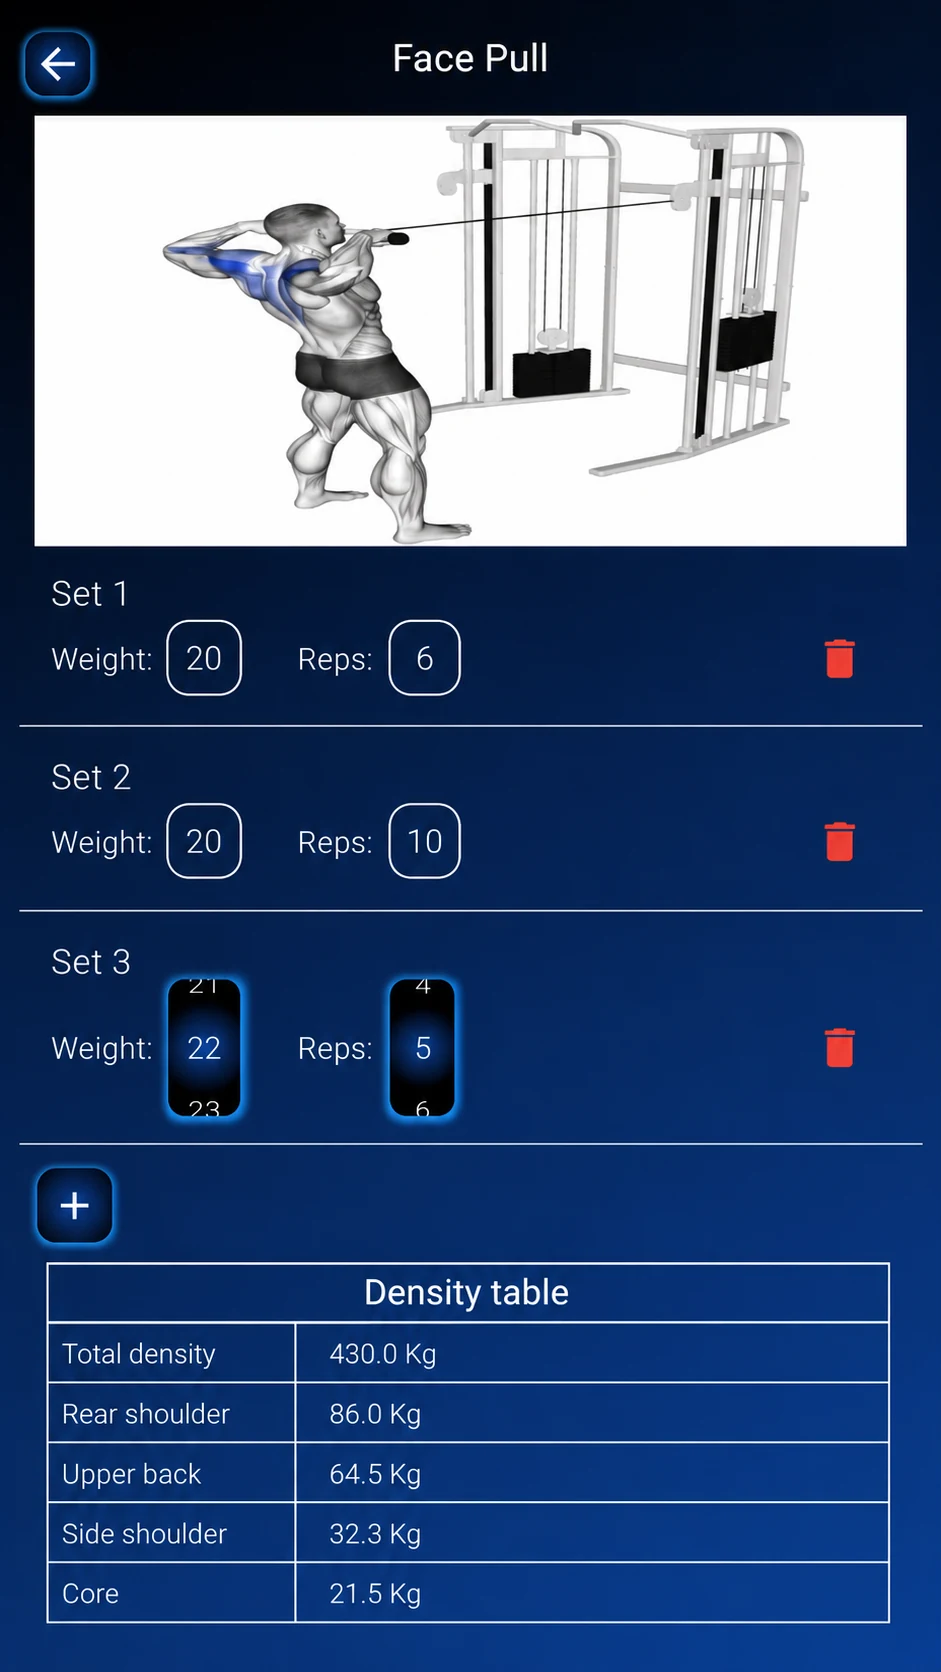 Face Pull
Set 1
Weight: 20 Reps: 6
Set 2
Weight: 20 Reps: 10
Set 3
21 4
Weight: 22 Reps: 5
23 6
+
Density table
Total density 430.0 Kg
Rear shoulder 86.0 Kg
Upper back 64.5 Kg
Side shoulder 32.3 Kg
Core 21.5 Kg